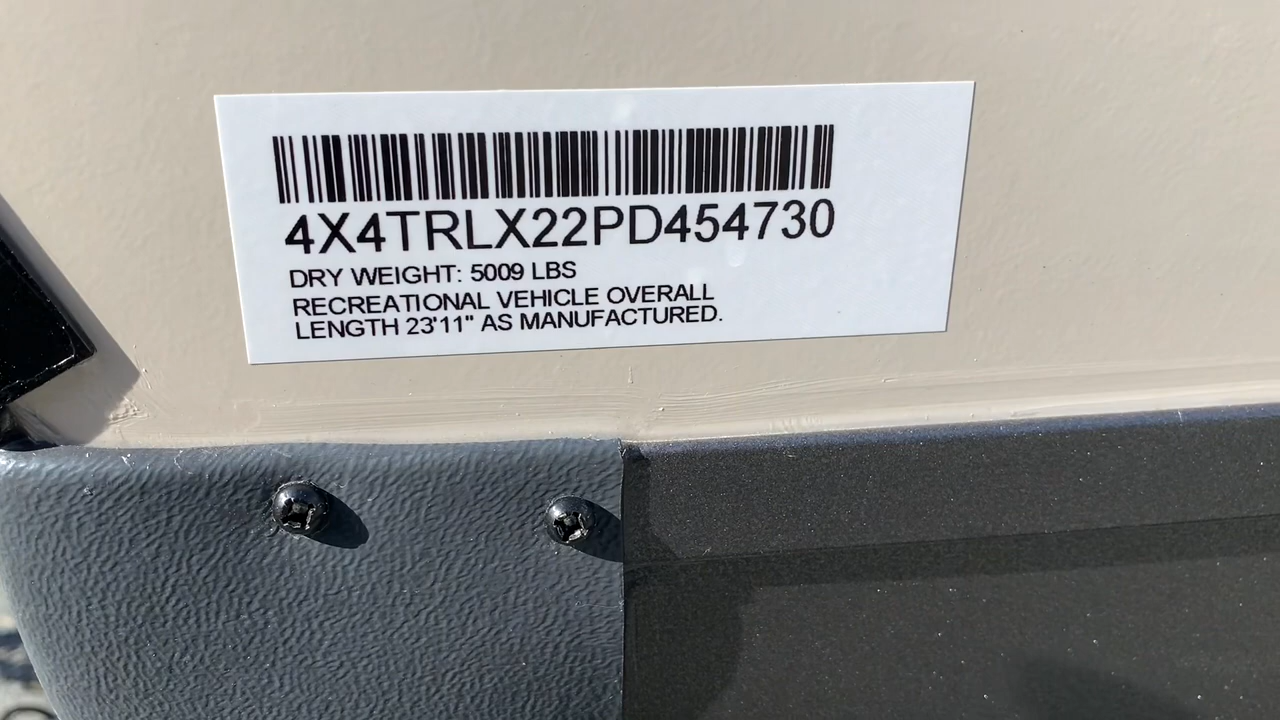 4X4TRLX22PD454730
DRY WEIGHT: 5009 LBS
RECREATIONAL VEHICLE OVERALL
LENGTH 23'11" AS MANUFACTURED.